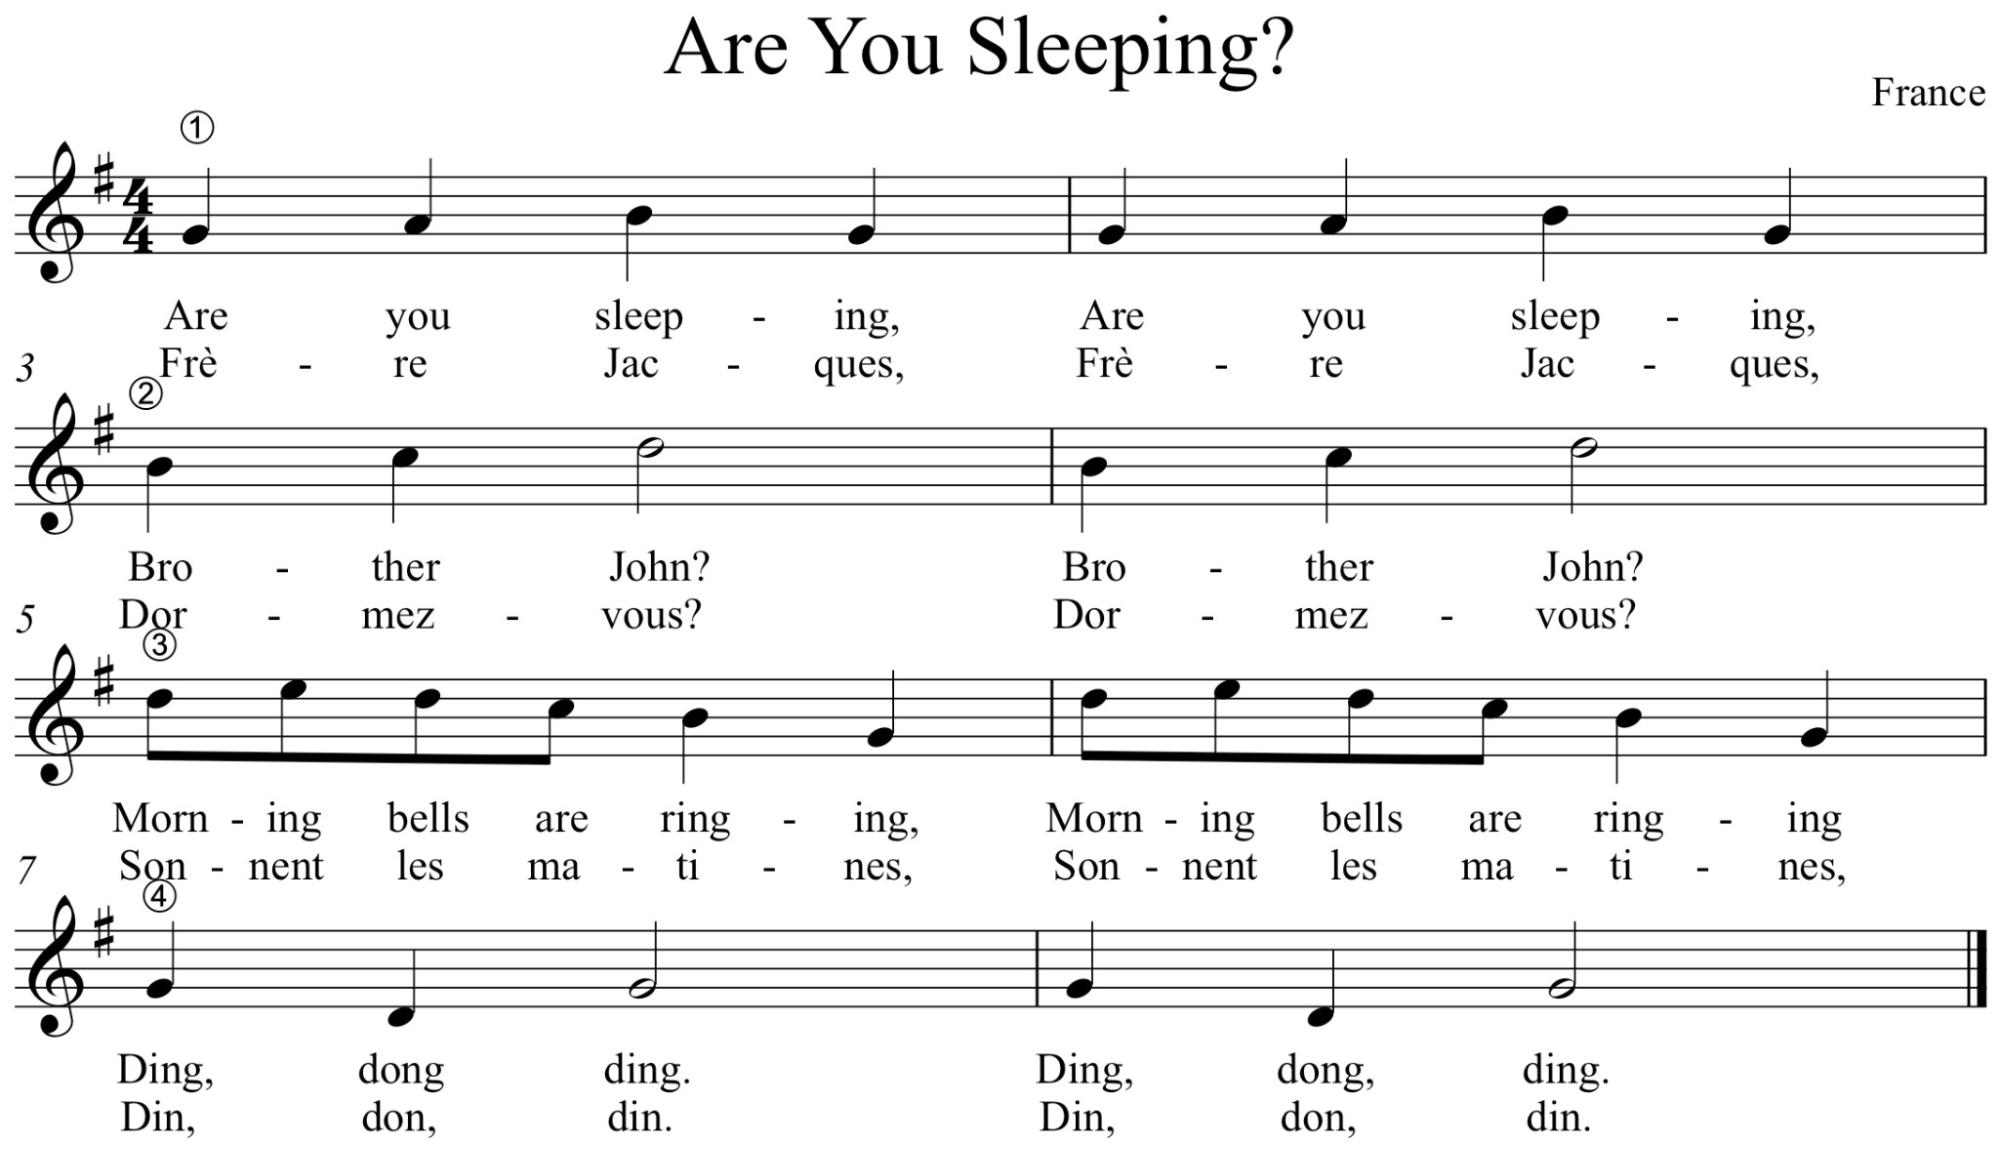 Are You Sleeping?
France
①
4
4
Are you sleep - ing, Are you sleep - ing,
Frè - re Jac - ques, Frè - re Jac - ques,
3
②
Bro - ther John? Bro - ther John?
Dor - mez - vous? Dor - mez - vous?
5
③
Morn - ing bells are ring - ing, Morn - ing bells are ring - ing
Son - nent les ma - ti - nes, Son - nent les ma - ti - nes,
7
④
Ding, dong ding. Ding, dong, ding.
Din, don, din. Din, don, din.